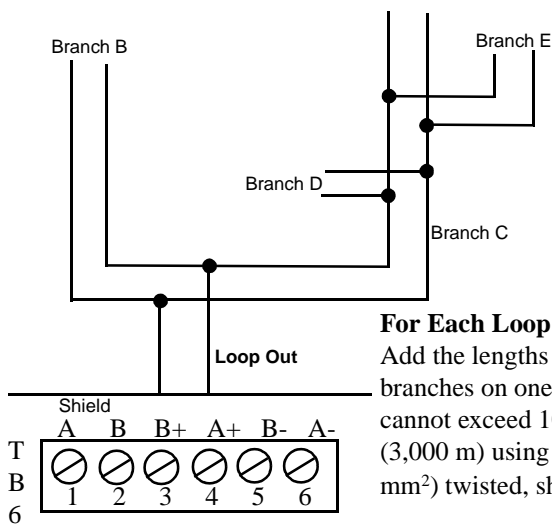 Branch B
Branch E
Branch D
Branch C
Loop Out
For Each Loop
Add the lengths
branches on one
cannot exceed 1
(3,000 m) using
mm²) twisted, sh
Shield
A B B+ A+ B- A-
T
B
6
1 2 3 4 5 6